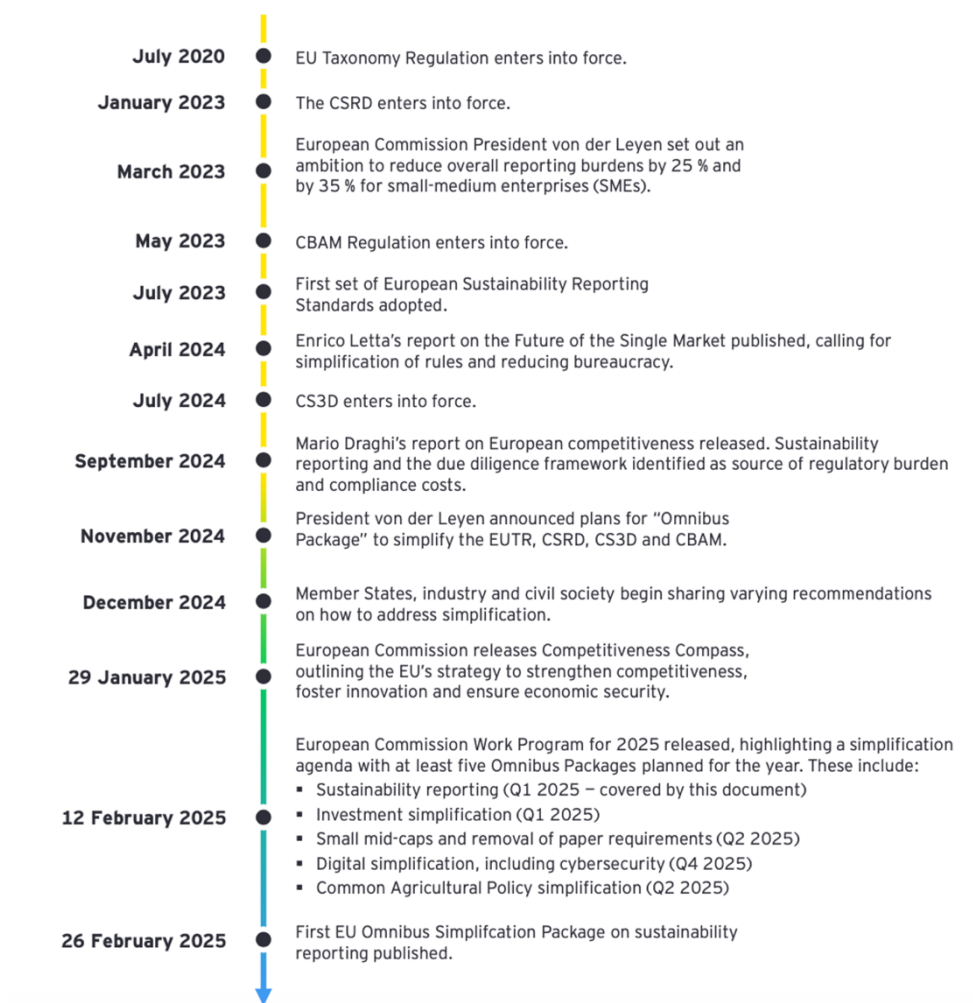 July 2020
EU Taxonomy Regulation enters into force.
January 2023
The CSRD enters into force.
March 2023
European Commission President von der Leyen set out an
ambition to reduce overall reporting burdens by 25 % and
by 35 % for small-medium enterprises (SMEs).
May 2023
CBAM Regulation enters into force.
July 2023
First set of European Sustainability Reporting
Standards adopted.
April 2024
Enrico Letta's report on the Future of the Single Market published, calling for
simplification of rules and reducing bureaucracy.
July 2024
CS3D enters into force.
September 2024
Mario Draghi's report on European competitiveness released. Sustainability
reporting and the due diligence framework identified as source of regulatory burden
and compliance costs.
November 2024
President von der Leyen announced plans for “Omnibus
Package” to simplify the EUTR, CSRD, CS3D and CBAM.
December 2024
Member States, industry and civil society begin sharing varying recommendations
on how to address simplification.
29 January 2025
European Commission releases Competitiveness Compass,
outlining the EU's strategy to strengthen competitiveness,
foster innovation and ensure economic security.
12 February 2025
European Commission Work Program for 2025 released, highlighting a simplification
agenda with at least five Omnibus Packages planned for the year. These include:
▪ Sustainability reporting (Q1 2025 – covered by this document)
▪ Investment simplification (Q1 2025)
▪ Small mid-caps and removal of paper requirements (Q2 2025)
▪ Digital simplification, including cybersecurity (Q4 2025)
▪ Common Agricultural Policy simplification (Q2 2025)
26 February 2025
First EU Omnibus Simplifcation Package on sustainability
reporting published.